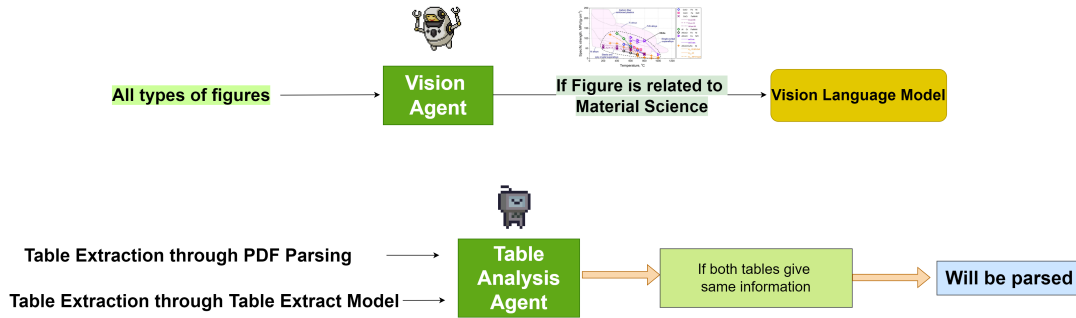 All types of figures
Vision
Agent
If Figure is related to
Material Science
Vision Language Model
Temperature, °C
Table Extraction through PDF Parsing
Table Extraction through Table Extract Model
Table
Analysis
Agent
If both tables give
same information
Will be parsed